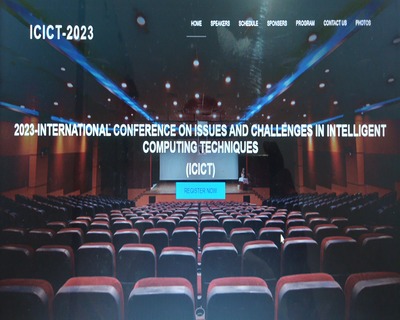 ICICT-2023
HOME SPEAKERS SCHEDULE SPONSERS PROGRAM CONTACT US PHOTOS
2023-INTERNATIONAL CONFERENCE ON ISSUES AND CHALLENGES IN INTELLIGENT
COMPUTING TECHNIQUES
(ICICT)
REGISTER NOW